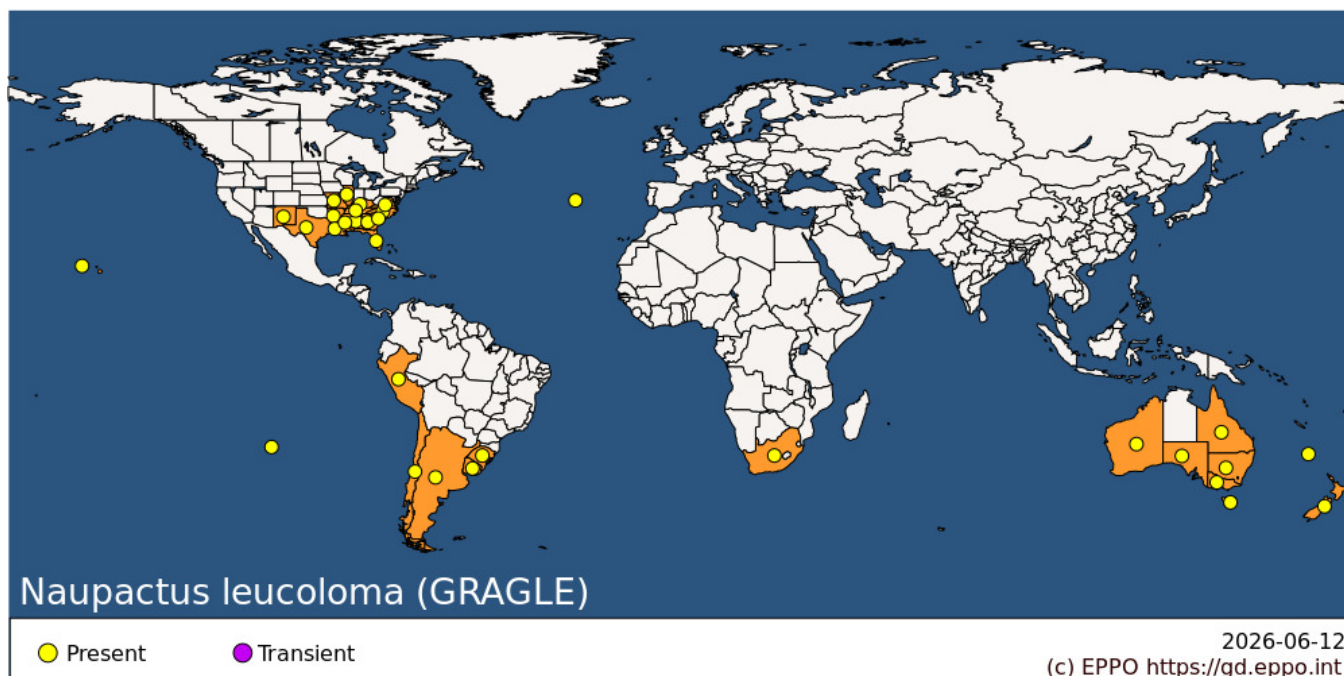 Naupactus leucoloma (GRAGLE)
Present
Transient
2026-06-12
(c) EPPO https://gd.eppo.int